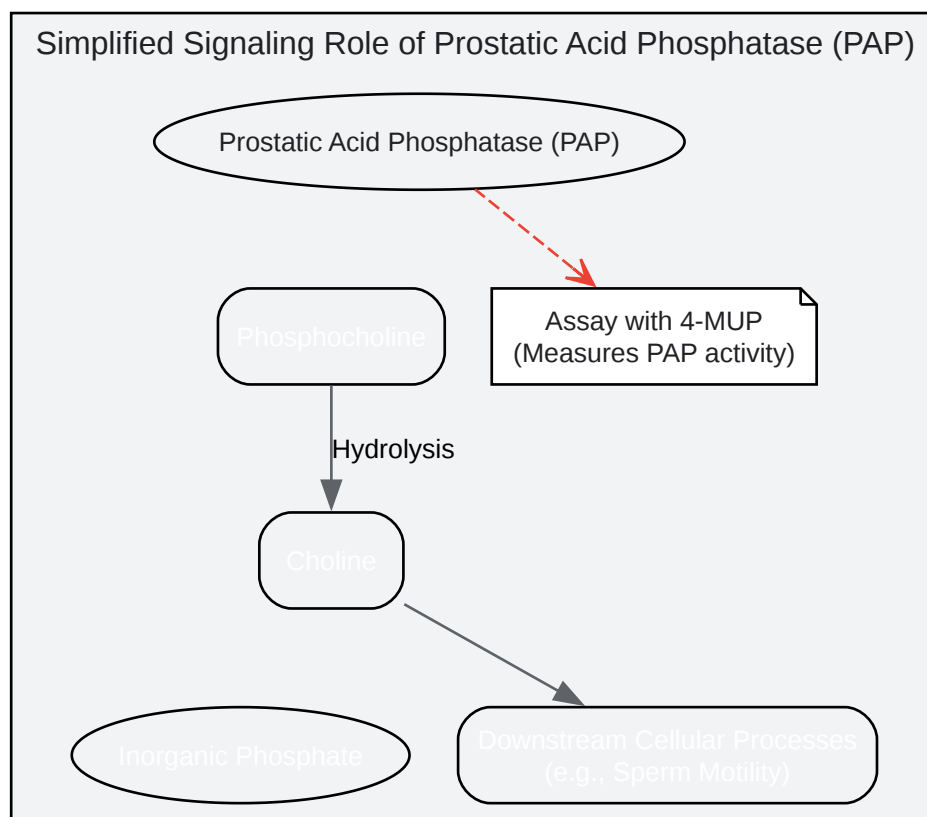 Simplified Signaling Role of Prostatic Acid Phosphatase (PAP)
Prostatic Acid Phosphatase (PAP)
Phosphocholine
Assay with 4-MUP
(Measures PAP activity)
Hydrolysis
Choline
Inorganic Phosphate
Downstream Cellular Processes
(e.g., Sperm Motility)